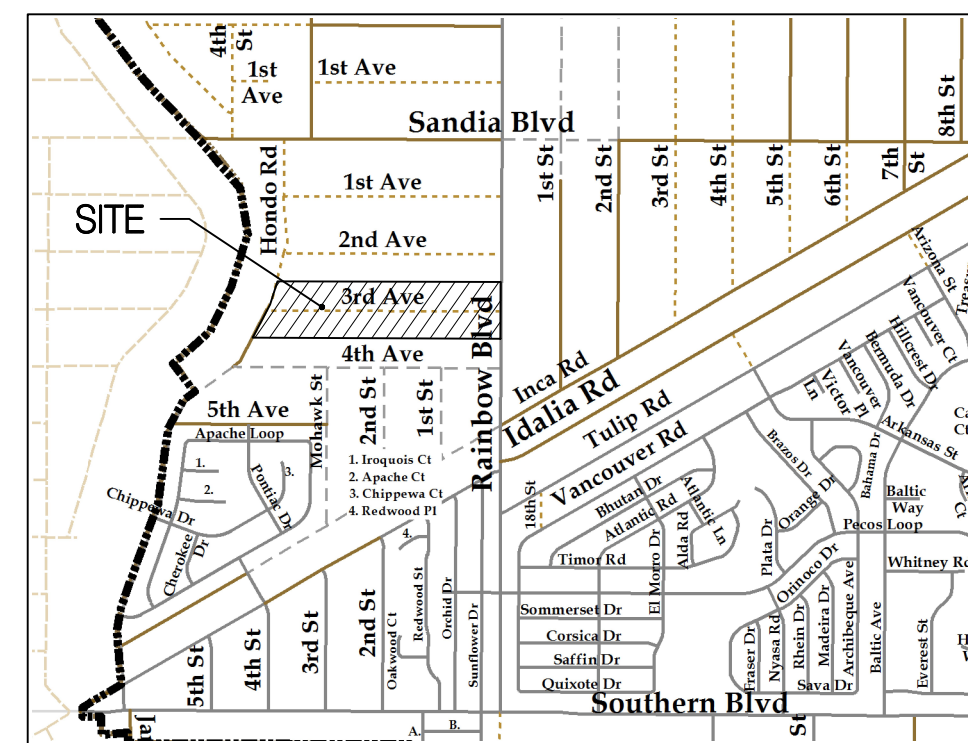 4th
St
1st
Ave
1st Ave
8th St
Sandia Blvd
Hondo Rd
1st Ave
1st St
2nd St
3rd St
4th St
5th St
6th St
7th
St
SITE
2nd Ave
3rd Ave
4th Ave
Rainbow Blvd
Arizona St
Vancouver Ct
Hillcrest Dr
Bermuda Dr
Vancouver
Pl
Victor
Ln
Inca Rd
Idalia Rd
Tulip Rd
Vancouver Rd
5th Ave
Mohawk St
2nd St
1st St
Apache Loop
1.
2.
3.
Pontiac Dr
Chippewa Dr
Cherokee
Dr
1. Iroquois Ct
2. Apache Ct
3. Chippewa Ct
4. Redwood Pl
18th St
Bhutan Dr
Atlantic Rd
Atlantic Ln
Alda Rd
El Morro Dr
Timor Rd
Brazos Dr
Orange Dr
Plata Dr
Bahama Dr
Arkansas St
Ct
Baltic
Way
Pecos Loop
Whitney Rd
Orinoco Dr
4.
Redwood St
Orchid Dr
Oakwood Ct
Sunflower Dr
5th St
4th St
3rd St
2nd St
Sommerset Dr
Corsica Dr
Saffin Dr
Quixote Dr
Fraser Dr
Nyasa Rd
Rhein Dr
Madeira Dr
Archibeque Ave
Baltic Ave
Everest St
Sava Dr
Southern Blvd
A.
B.
St